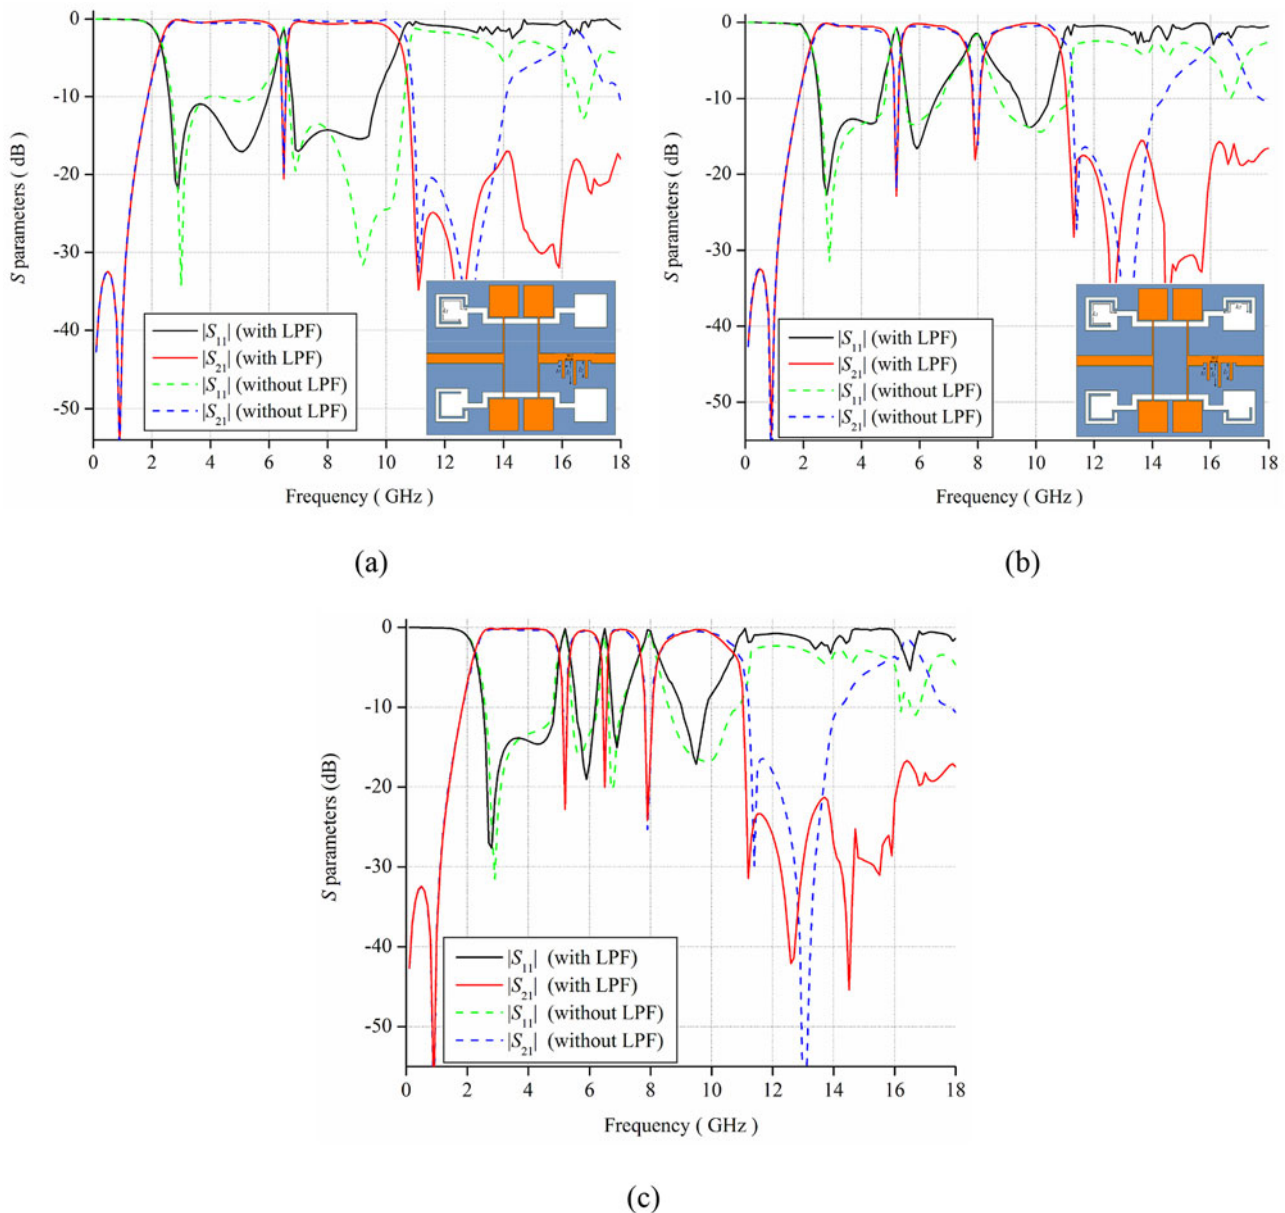 0
-10
-20
-30
-40
-50
S parameters ( dB )
|S11| (with LPF)
|S21| (with LPF)
|S11| (without LPF)
|S21| (without LPF)
0 2 4 6 8 10 12 14 16 18
Frequency ( GHz )
(a)
0
-10
-20
-30
-40
-50
S parameters ( dB )
|S11| (with LPF)
|S21| (with LPF)
|S11| (without LPF)
|S21| (without LPF)
0 2 4 6 8 10 12 14 16 18
Frequency ( GHz )
(b)
0
-10
-20
-30
-40
-50
S parameters (dB)
|S11| (with LPF)
|S21| (with LPF)
|S11| (without LPF)
|S21| (without LPF)
0 2 4 6 8 10 12 14 16 18
Frequency ( GHz )
(c)